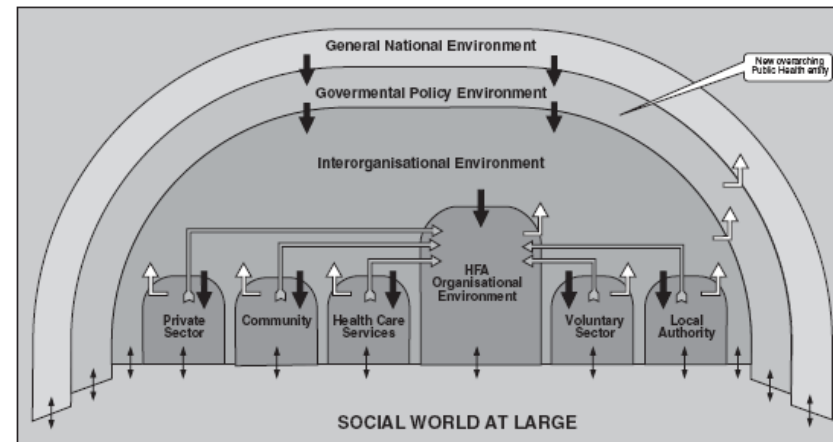 General National Environment
New overarching
Public Health entity
Govermental Policy Environment
Interorganisational Environment
HFA
Organisational
Environment
Private
Sector
Community
Health Care
Services
Voluntary
Sector
Local
Authority
SOCIAL WORLD AT LARGE